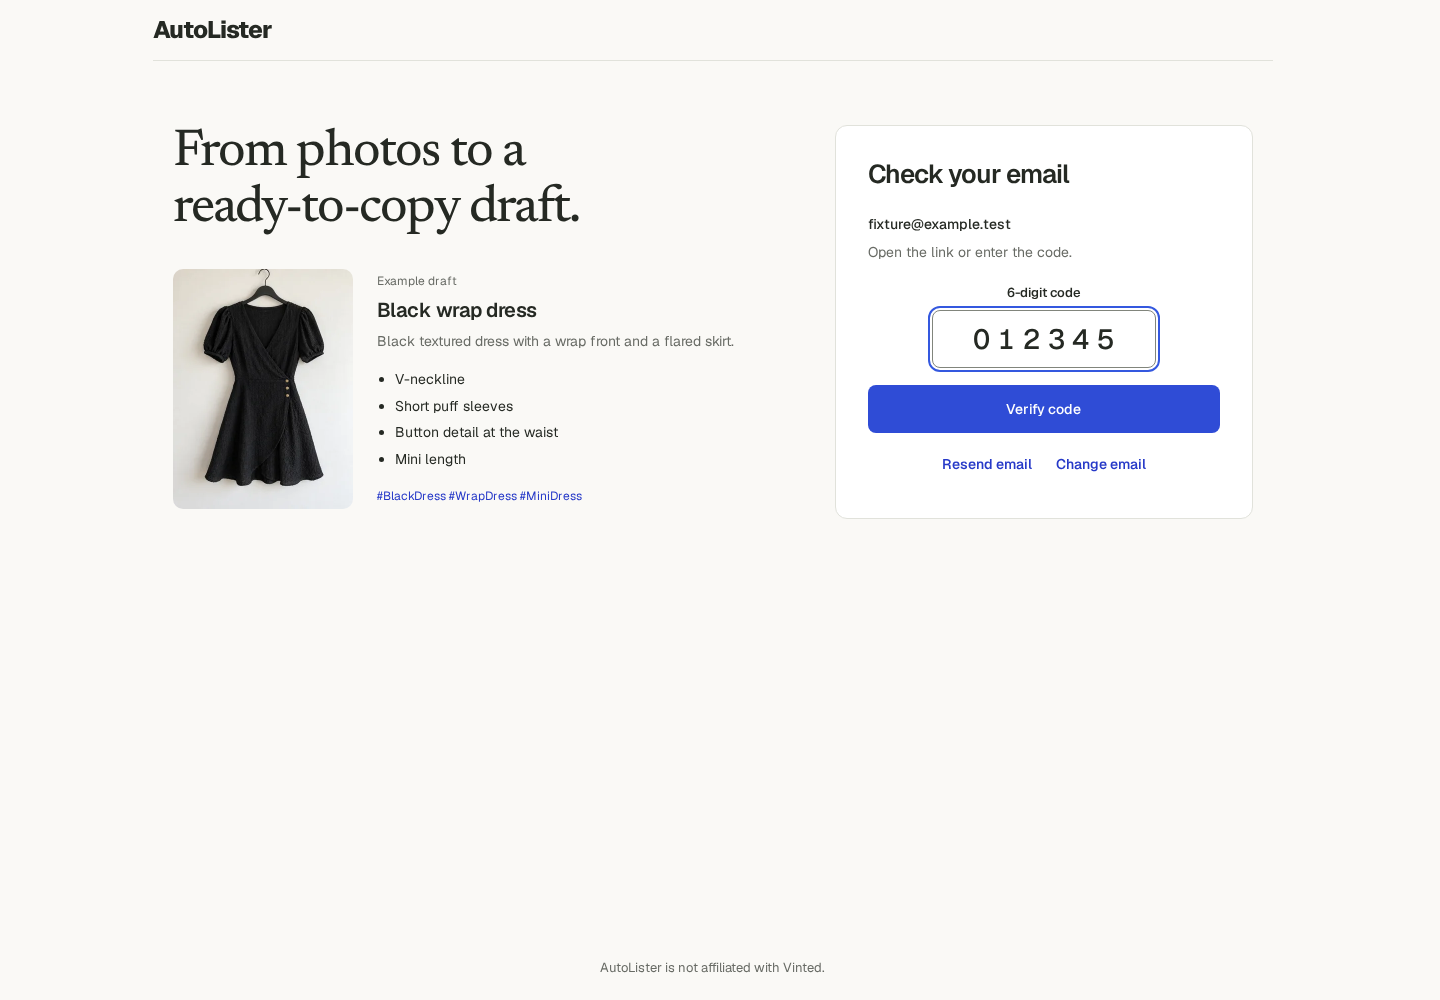 AutoLister
From photos to a
ready-to-copy draft.
Example draft
Black wrap dress
Black textured dress with a wrap front and a flared skirt.
V-neckline
Short puff sleeves
Button detail at the waist
Mini length
#BlackDress #WrapDress #MiniDress
Check your email
fixture@example.test
Open the link or enter the code.
6-digit code
012345
Verify code
Resend email Change email
AutoLister is not affiliated with Vinted.